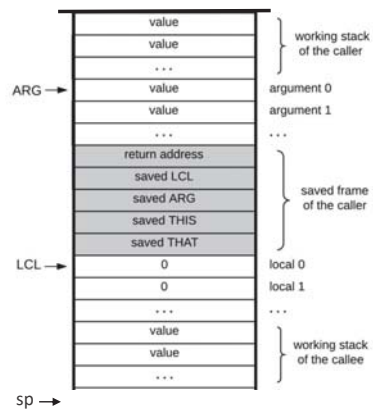 value
value
...
working stack
of the caller
ARG
value
argument 0
value
argument 1
...
...
return address
saved LCL
saved ARG
saved THIS
saved THAT
saved frame
of the caller
LCL
0
local 0
0
local 1
...
...
value
value
...
working stack
of the callee
sp